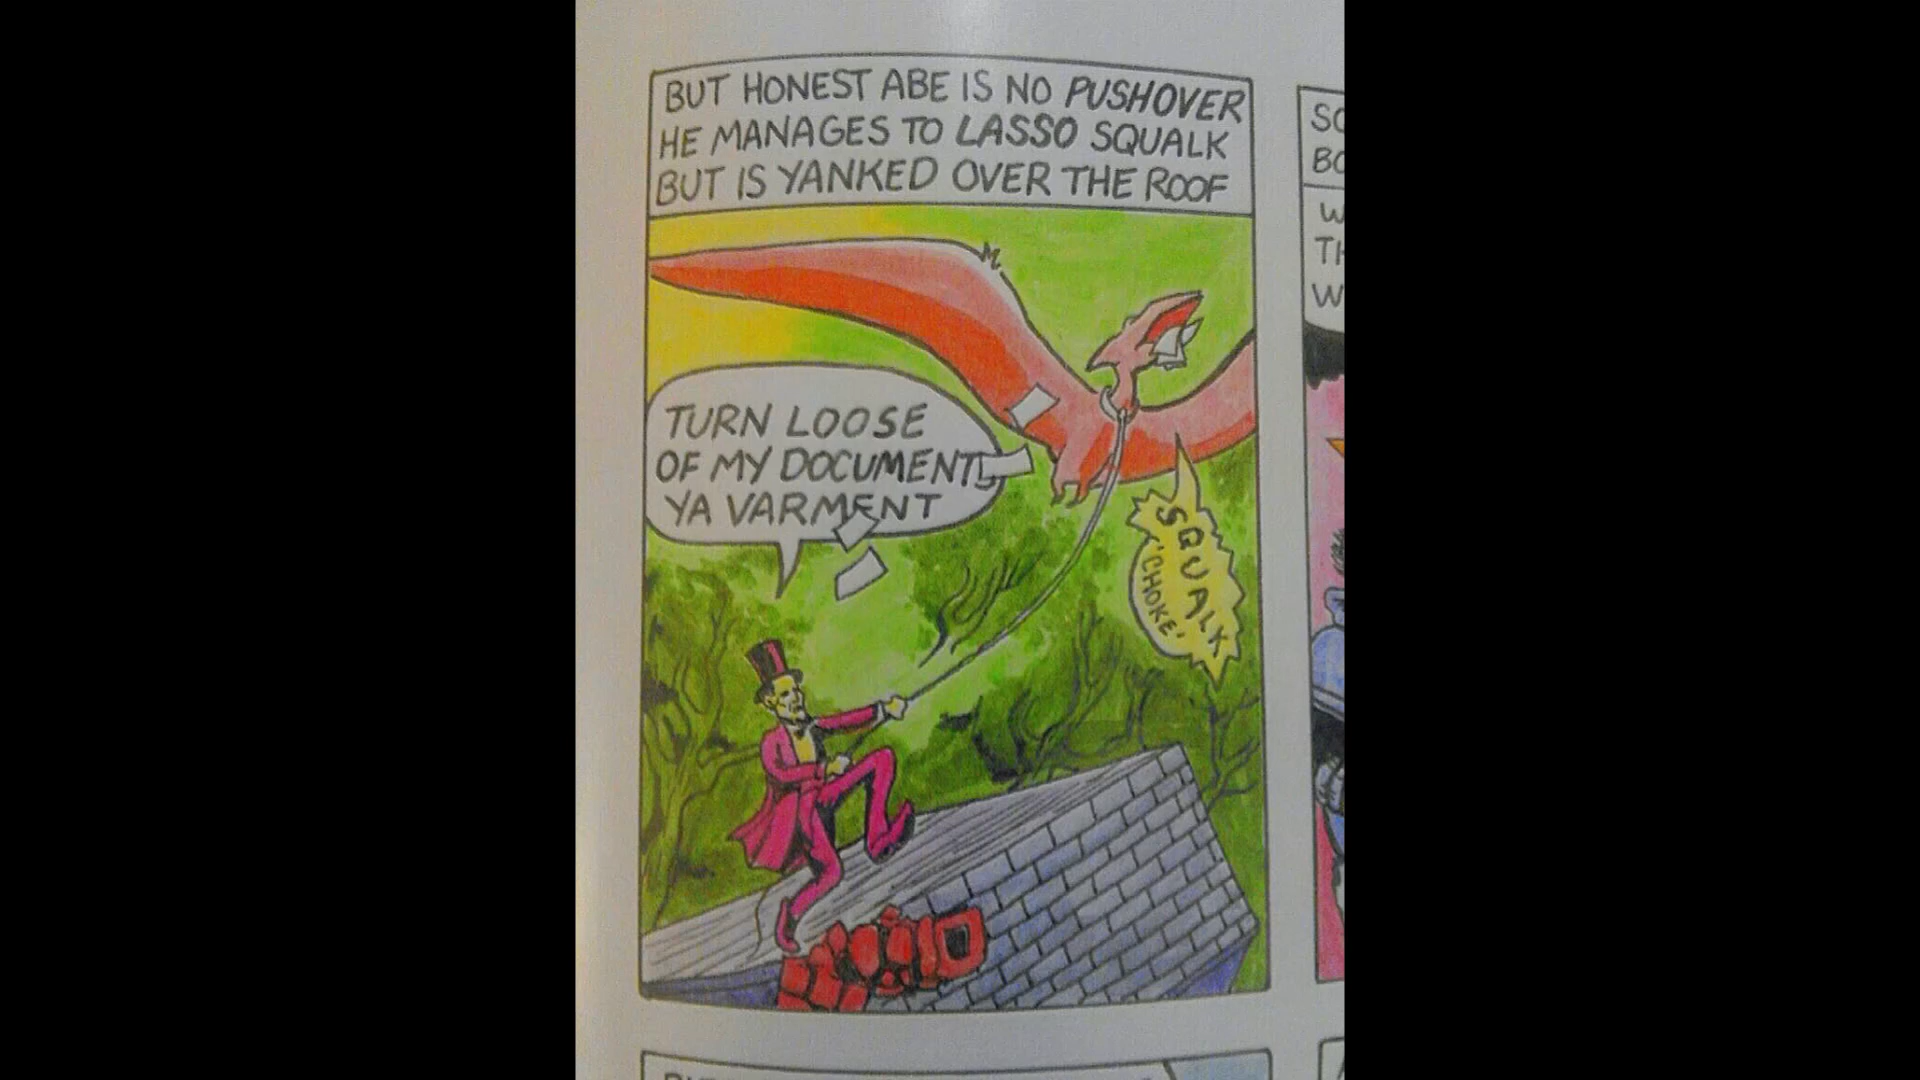 BUT HONEST ABE IS NO PUSHOVER
HE MANAGES TO LASSO SQUALK
BUT IS YANKED OVER THE ROOF
TURN LOOSE
OF MY DOCUMENTS
YA VARMENT
SQUALK
'CHOKE'